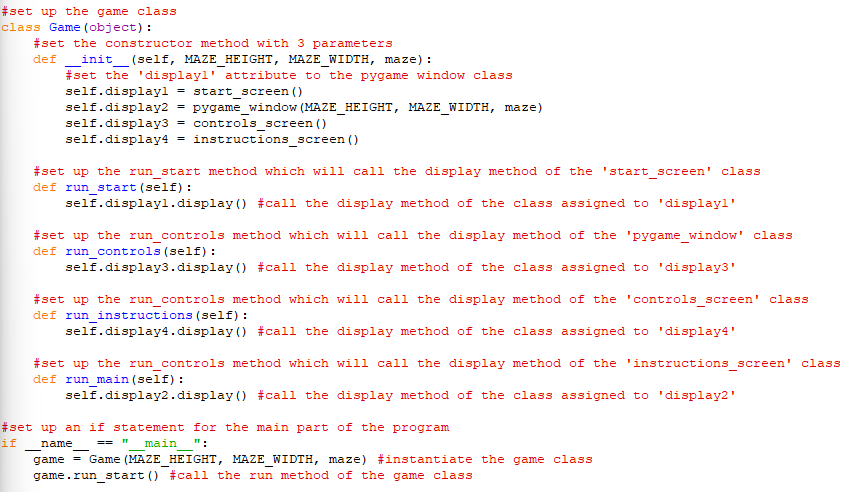 #set up the game class
class Game(object):
    #set the constructor method with 3 parameters
    def __init__(self, MAZE_HEIGHT, MAZE_WIDTH, maze):
        #set the 'display1' attribute to the pygame window class
        self.display1 = start_screen()
        self.display2 = pygame_window(MAZE_HEIGHT, MAZE_WIDTH, maze)
        self.display3 = controls_screen()
        self.display4 = instructions_screen()
    #set up the run_start method which will call the display method of the 'start_screen' class
    def run_start(self):
        self.display1.display() #call the display method of the class assigned to 'display1'
    #set up the run_controls method which will call the display method of the 'pygame_window' class
    def run_controls(self):
        self.display3.display() #call the display method of the class assigned to 'display3'
    #set up the run_controls method which will call the display method of the 'controls_screen' class
    def run_instructions(self):
        self.display4.display() #call the display method of the class assigned to 'display4'
    #set up the run_controls method which will call the display method of the 'instructions_screen' class
    def run_main(self):
        self.display2.display() #call the display method of the class assigned to 'display2'
#set up an if statement for the main part of the program
if __name__ == "__main__":
    game = Game(MAZE_HEIGHT, MAZE_WIDTH, maze) #instantiate the game class
    game.run_start() #call the run method of the game class